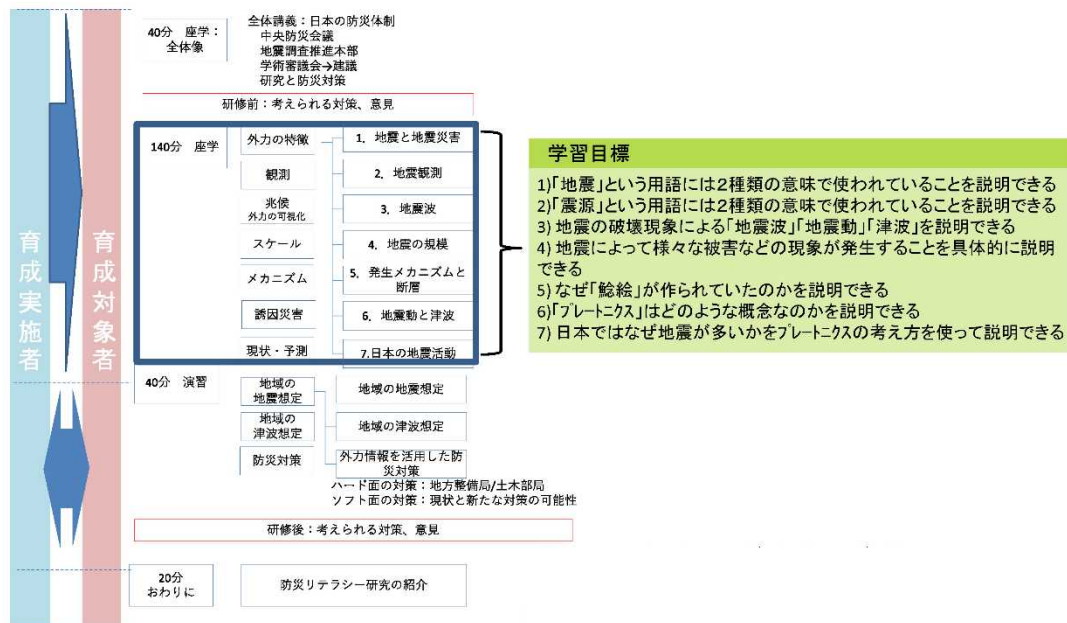 育成実施者
育成対象者
40分 座学：
全体像
全体講義：日本の防災体制
中央防災会議
地震調査推進本部
学術審議会→建議
研究と防災対策
研修前：考えられる対策、意見
140分 座学
外力の特徴
観測
兆候
外力の可視化
スケール
メカニズム
誘因災害
現状・予測
1．地震と地震災害
2．地震観測
3．地震波
4．地震の規模
5．発生メカニズムと
断層
6．地震動と津波
7.日本の地震活動
学習目標
1)「地震」という用語には２種類の意味で使われていることを説明できる
2)「震源」という用語には２種類の意味で使われていることを説明できる
3) 地震の破壊現象による「地震波」「地震動」「津波」を説明できる
4) 地震によって様々な被害などの現象が発生することを具体的に説明
できる
5) なぜ「鯰絵」が作られていたのかを説明できる
6)「プレートニクス」はどのような概念なのかを説明できる
7) 日本ではなぜ地震が多いかをプレートニクスの考え方を使って説明できる
40分 演習
地域の
地震想定
地域の
津波想定
防災対策
地域の地震想定
地域の津波想定
外力情報を活用した防
災対策
ハード面の対策：地方整備局/土木部局
ソフト面の対策：現状と新たな対策の可能性
研修後：考えられる対策、意見
20分
おわりに
防災リテラシー研究の紹介